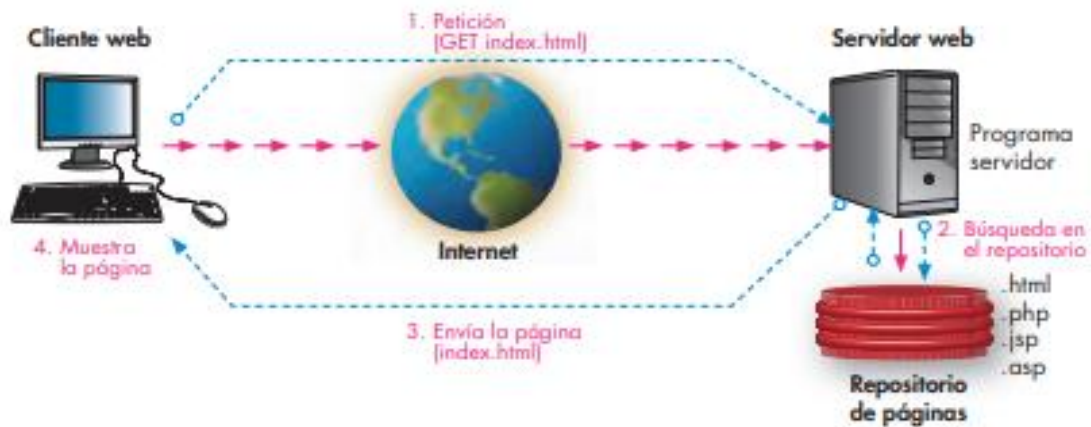 Cliente web
1. Petición
(GET index.html)
Servidor web
Programa
servidor
Internet
4. Muestra
la página
2. Búsqueda en
el repositorio
3. Envía la página
(index.html)
.html
.php
.jsp
.asp
Repositorio
de páginas